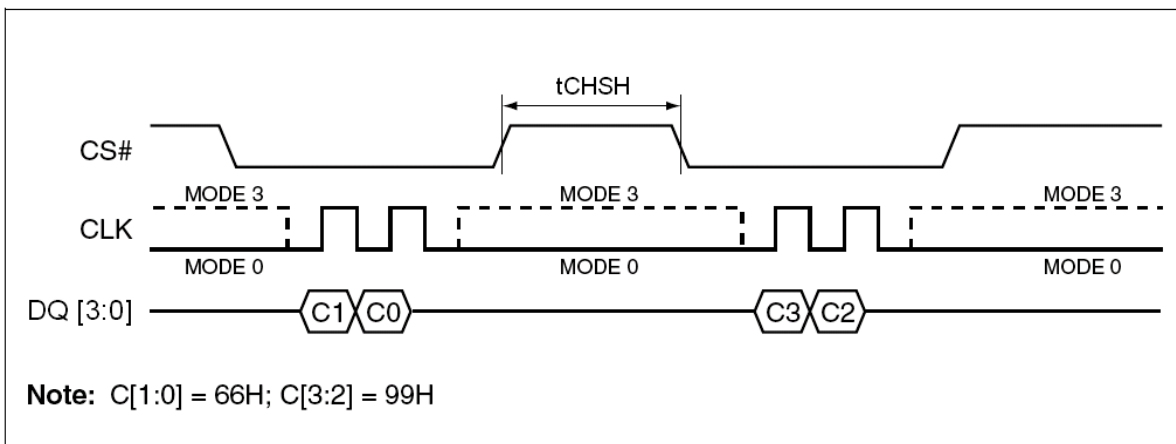 tCHSH
CS#
MODE 3 MODE 3 MODE 3
CLK
MODE 0 MODE 0 MODE 0
DQ [3:0] C1 C0 C3 C2
Note: C[1:0] = 66H; C[3:2] = 99H